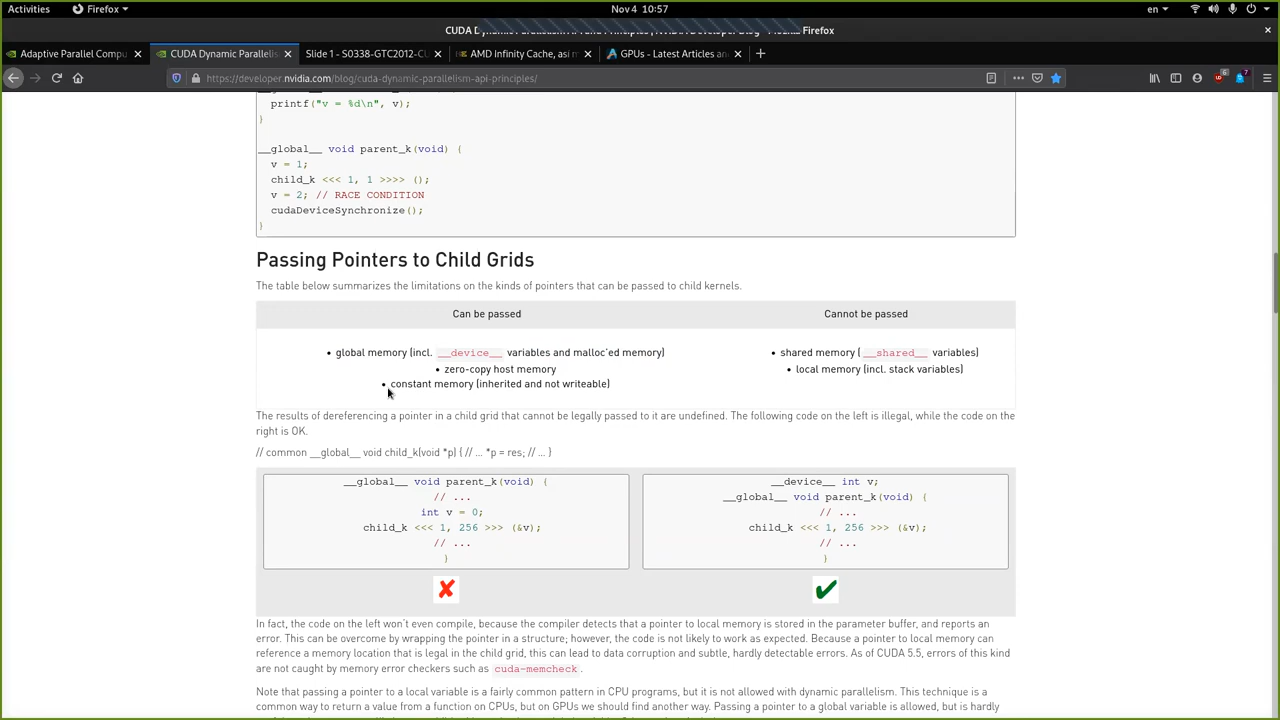 Activities Firefox Nov 4 10:57 en
Firefox
Adaptive Parallel Compu CUDA Dynamic Parallelis Slide 1 - S0338-GTC2012-CU AMD Infinity Cache, así m GPUs - Latest Articles an
https://developer.nvidia.com/blog/cuda-dynamic-parallelism-api-principles/
printf("v = %d\n", v);
}
__global__ void parent_k(void) {
v = 1;
child_k <<< 1, 1 >>>> ();
v = 2; // RACE CONDITION
cudaDeviceSynchronize();
}
Passing Pointers to Child Grids
The table below summarizes the limitations on the kinds of pointers that can be passed to child kernels.
Can be passed Cannot be passed
• global memory (incl. __device__ variables and malloc'ed memory) • shared memory ( __shared__ variables)
• zero-copy host memory • local memory (incl. stack variables)
• constant memory (inherited and not writeable)
The results of dereferencing a pointer in a child grid that cannot be legally passed to it are undefined. The following code on the left is illegal, while the code on the
right is OK.
// common __global__ void child_k(void *p) { // ... *p = res; // ... }
__global__ void parent_k(void) { __device__ int v;
// ... __global__ void parent_k(void) {
int v = 0; // ...
child_k <<< 1, 256 >>> (&v); child_k <<< 1, 256 >>> (&v);
// ... // ...
} }
In fact, the code on the left won't even compile, because the compiler detects that a pointer to local memory is stored in the parameter buffer, and reports an
error. This can be overcome by wrapping the pointer in a structure; however, the code is not likely to work as expected. Because a pointer to local memory can
reference a memory location that is legal in the child grid, this can lead to data corruption and subtle, hardly detectable errors. As of CUDA 5.5, errors of this kind
are not caught by memory error checkers such as cuda-memcheck .
Note that passing a pointer to a local variable is a fairly common pattern in CPU programs, but it is not allowed with dynamic parallelism. This technique is a
common way to return a value from a function on CPUs, but on GPUs we should find another way. Passing a pointer to a global variable is allowed, but is hardly